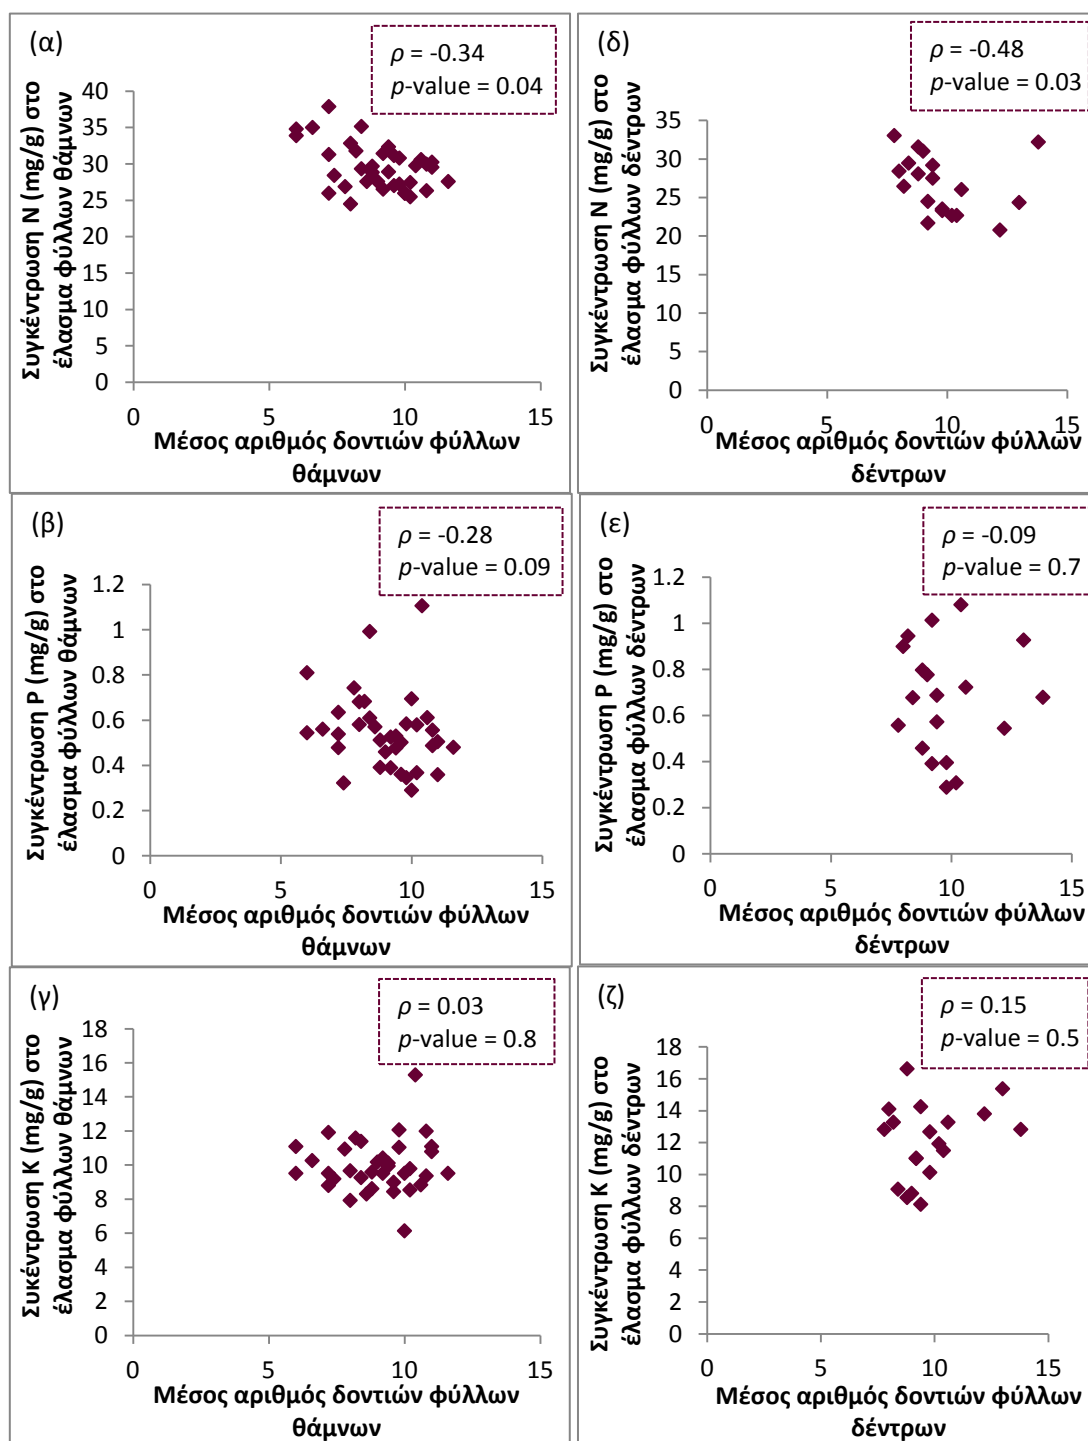 (α)
ρ = -0.34
p-value = 0.04
Συγκέντρωση N (mg/g) στο
έλασμα φύλλων θάμνων
40
35
30
25
20
15
10
5
0
0 5 10 15
Μέσος αριθμός δοντιών φύλλων
θάμνων
(δ)
ρ = -0.48
p-value = 0.03
Συγκέντρωση N (mg/g) στο
έλασμα φύλλων δέντρων
35
30
25
20
15
10
5
0
0 5 10 15
Μέσος αριθμός δοντιών φύλλων
δέντρων
(β)
ρ = -0.28
p-value = 0.09
Συγκέντρωση P (mg/g) στο
έλασμα φύλλων θάμνων
1.2
1
0.8
0.6
0.4
0.2
0
0 5 10 15
Μέσος αριθμός δοντιών φύλλων
θάμνων
(ε)
ρ = -0.09
p-value = 0.7
Συγκέντρωση P (mg/g) στο
έλασμα φύλλων δέντρων
1.2
1
0.8
0.6
0.4
0.2
0
0 5 10 15
Μέσος αριθμός δοντιών φύλλων
δέντρων
(γ)
ρ = 0.03
p-value = 0.8
Συκέντρωση K (mg/g) στο
έλασμα φύλλων θάμνων
18
16
14
12
10
8
6
4
2
0
0 5 10 15
Μέσος αριθμός δοντιών φύλλων
θάμνων
(ζ)
ρ = 0.15
p-value = 0.5
Συγκέντρωση K (mg/g) στο
έλασμα φύλλων δέντρων
18
16
14
12
10
8
6
4
2
0
0 5 10 15
Μέσος αριθμός δοντιών φύλλων
δέντρων